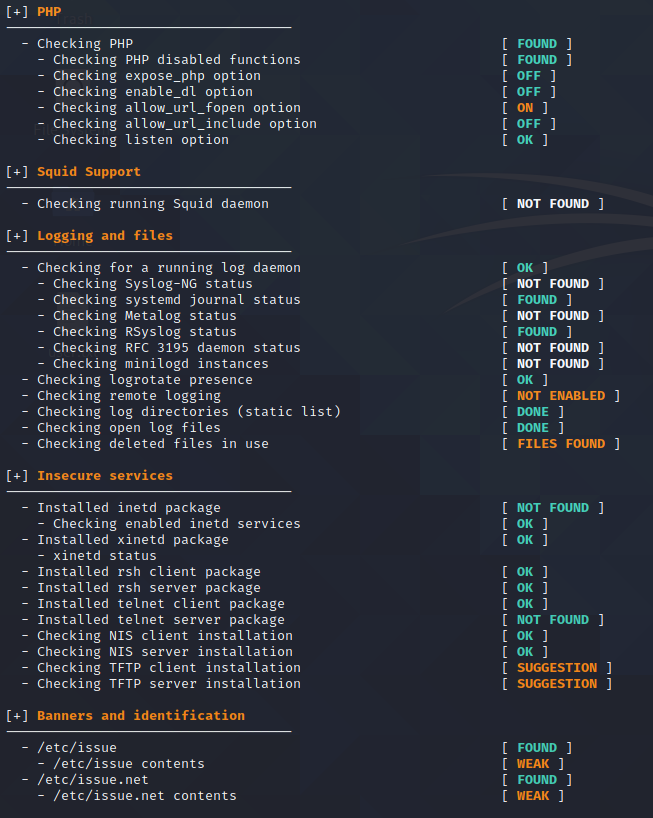 [+] PHP
- Checking PHP [ FOUND ]
- Checking PHP disabled functions [ FOUND ]
- Checking expose_php option [ OFF ]
- Checking enable_dl option [ OFF ]
- Checking allow_url_fopen option [ ON ]
- Checking allow_url_include option [ OFF ]
- Checking listen option [ OK ]
[+] Squid Support
- Checking running Squid daemon [ NOT FOUND ]
[+] Logging and files
- Checking for a running log daemon [ OK ]
- Checking Syslog-NG status [ NOT FOUND ]
- Checking systemd journal status [ FOUND ]
- Checking Metalog status [ NOT FOUND ]
- Checking RSyslog status [ FOUND ]
- Checking RFC 3195 daemon status [ NOT FOUND ]
- Checking minilogd instances [ NOT FOUND ]
- Checking logrotate presence [ OK ]
- Checking remote logging [ NOT ENABLED ]
- Checking log directories (static list) [ DONE ]
- Checking open log files [ DONE ]
- Checking deleted files in use [ FILES FOUND ]
[+] Insecure services
- Installed inetd package [ NOT FOUND ]
- Checking enabled inetd services [ OK ]
- Installed xinetd package [ OK ]
- xinetd status
- Installed rsh client package [ OK ]
- Installed rsh server package [ OK ]
- Installed telnet client package [ OK ]
- Installed telnet server package [ NOT FOUND ]
- Checking NIS client installation [ OK ]
- Checking NIS server installation [ OK ]
- Checking TFTP client installation [ SUGGESTION ]
- Checking TFTP server installation [ SUGGESTION ]
[+] Banners and identification
- /etc/issue [ FOUND ]
- /etc/issue contents [ WEAK ]
- /etc/issue.net [ FOUND ]
- /etc/issue.net contents [ WEAK ]